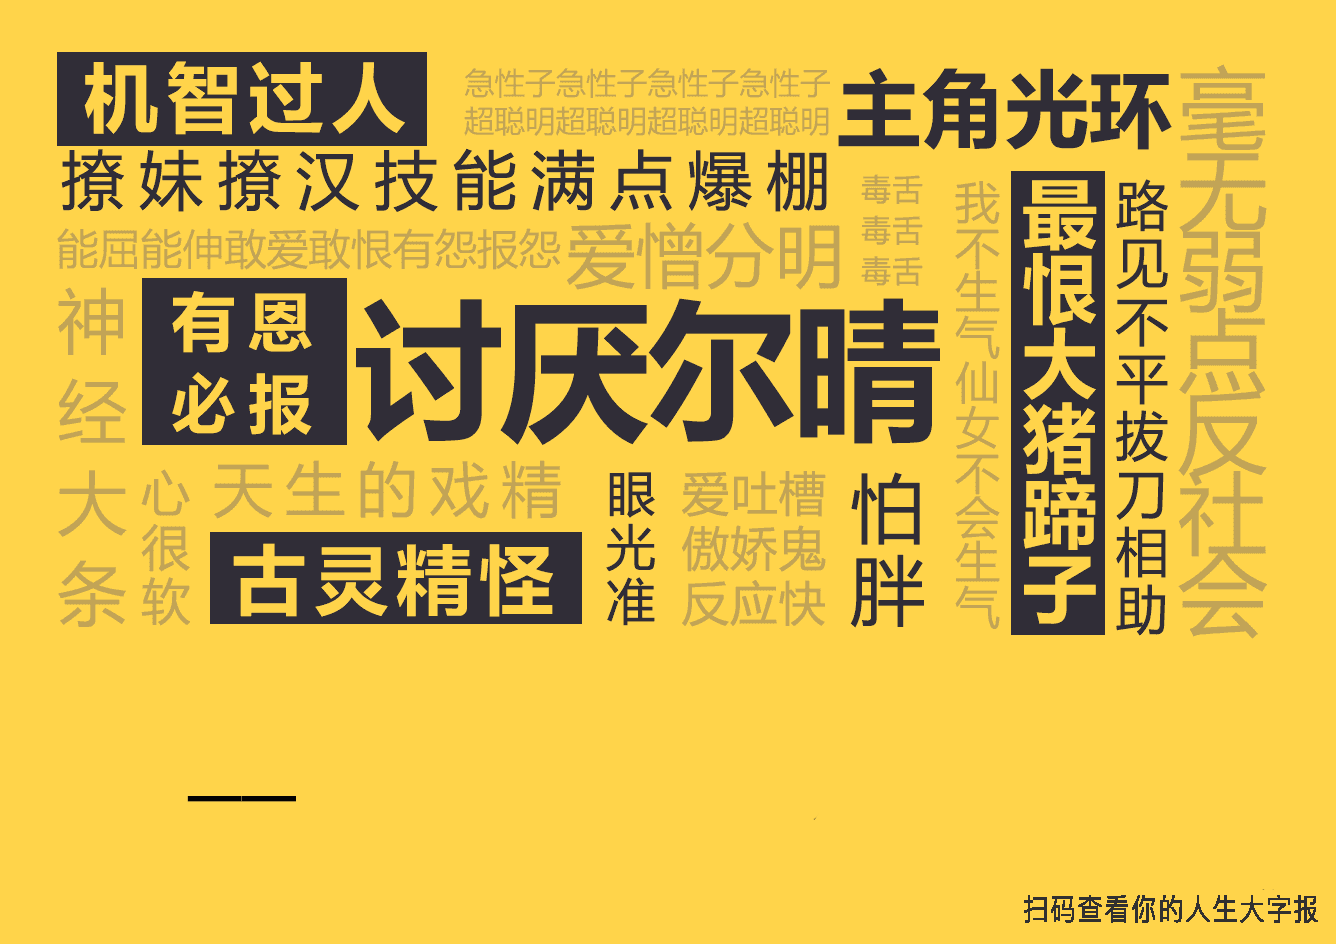 机智过人
急性子急性子急性子急性子
超聪明超聪明超聪明超聪明
主角光环
毫无弱点反社会
撩妹撩汉技能满点爆棚
毒舌
毒舌
毒舌
我不生气仙女不会生气
最恨大猪蹄子
路见不平拔刀相助
能屈能伸敢爱敢恨有怨报怨
爱憎分明
神经大条
有恩
必报
讨厌尔晴
心很软
天生的戏精
古灵精怪
眼光准
爱吐槽
傲娇鬼
反应快
怕胖
——
扫码查看你的人生大字报